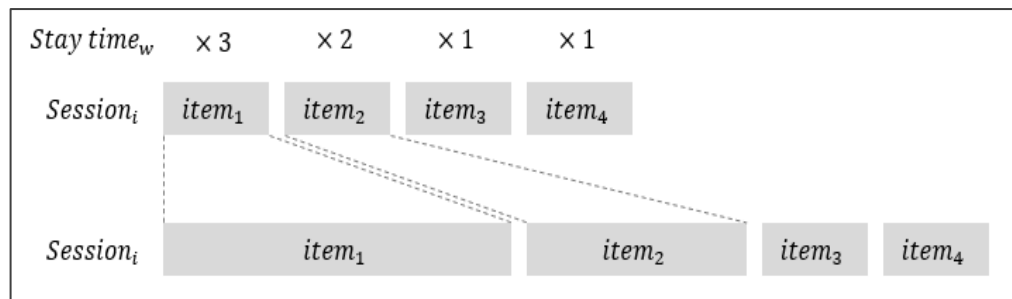 Stay time_w × 3 × 2 × 1 × 1
Session_i item_1 item_2 item_3 item_4
Session_i item_1 item_2 item_3 item_4